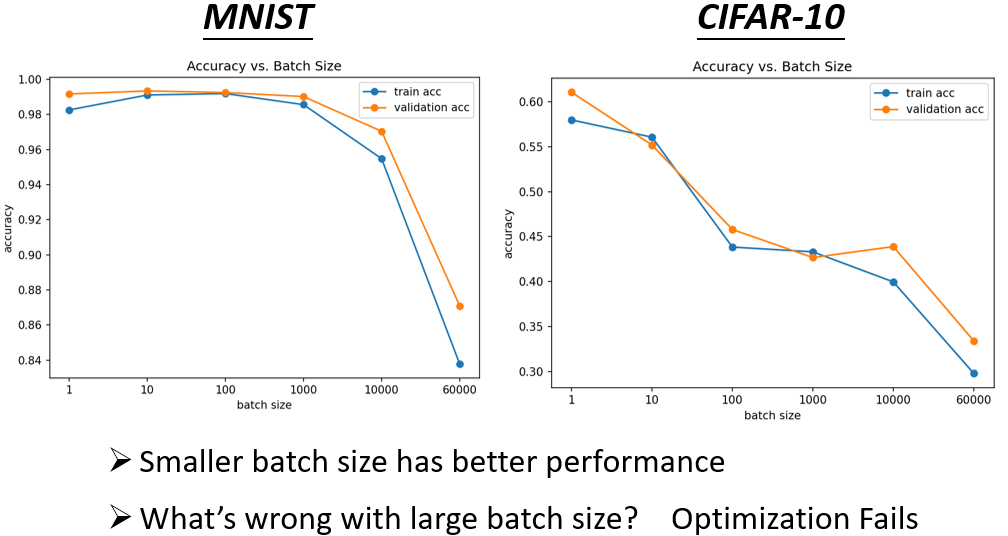 MNIST
CIFAR-10
Accuracy vs. Batch Size
train acc
validation acc
accuracy
1.00
0.98
0.96
0.94
0.92
0.90
0.88
0.86
0.84
1 10 100 1000 10000 60000
batch size
Accuracy vs. Batch Size
train acc
validation acc
accuracy
0.60
0.55
0.50
0.45
0.40
0.35
0.30
1 10 100 1000 10000 60000
batch size
➢ Smaller batch size has better performance
➢ What's wrong with large batch size? Optimization Fails